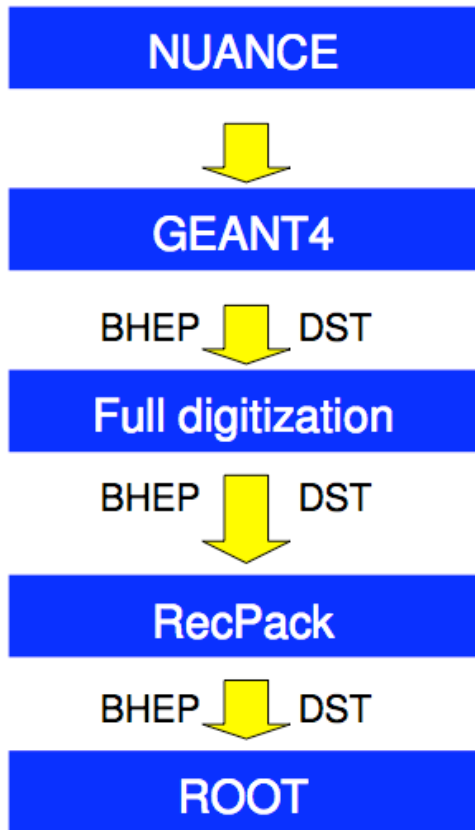 NUANCE
GEANT4
BHEP DST
Full digitization
BHEP DST
RecPack
BHEP DST
ROOT